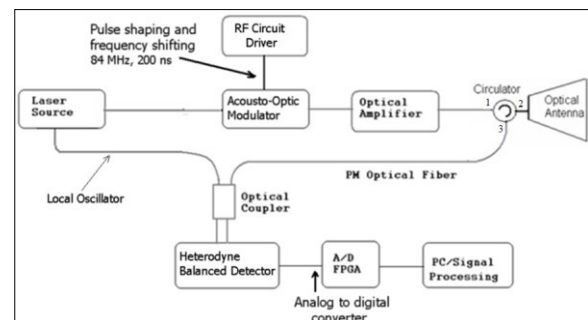 Pulse shaping and
frequency shifting
84 MHz, 200 ns
RF Circuit
Driver
Laser
Source
Acousto-Optic
Modulator
Optical
Amplifier
Circulator
1
2
3
Optical
Antenna
Local Oscillator
PM Optical Fiber
Optical
Coupler
Heterodyne
Balanced Detector
A/D
FPGA
PC/Signal
Processing
Analog to digital
converter